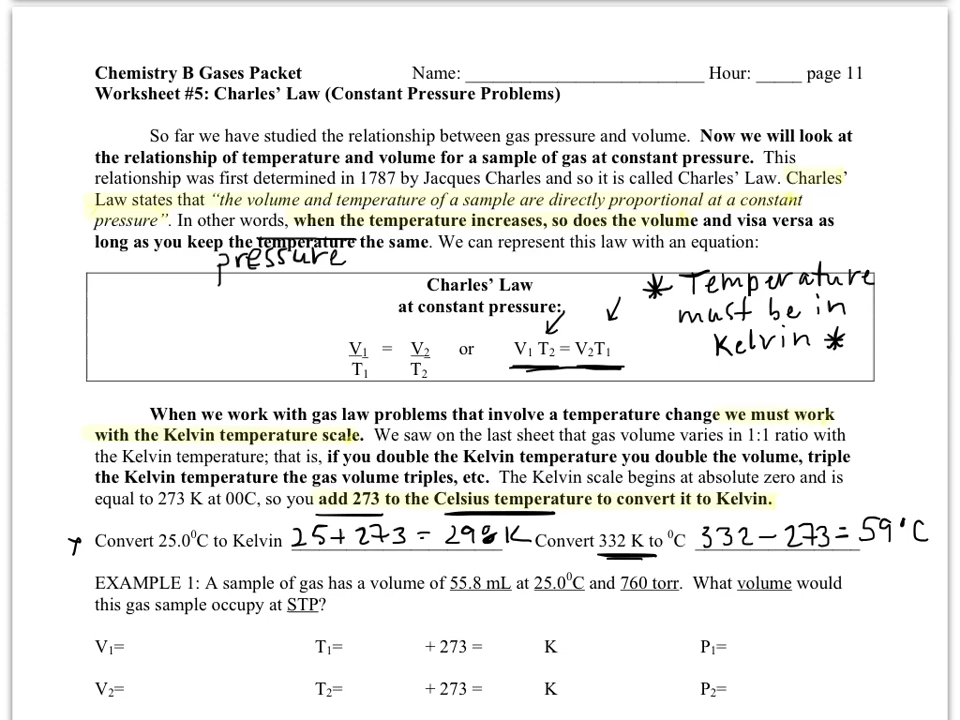 Chemistry B Gases Packet Name: ____________________ Hour: _____ page 11
Worksheet #5: Charles' Law (Constant Pressure Problems)
So far we have studied the relationship between gas pressure and volume. Now we will look at
the relationship of temperature and volume for a sample of gas at constant pressure. This
relationship was first determined in 1787 by Jacques Charles and so it is called Charles' Law. Charles'
Law states that "the volume and temperature of a sample are directly proportional at a constant
pressure". In other words, when the temperature increases, so does the volume and visa versa as
long as you keep the temperature the same. We can represent this law with an equation:
pressure
Charles' Law
at constant pressure:
* Temperature
must be in
Kelvin *
V1 = V2 or V1 T2 = V2T1
T1 T2
When we work with gas law problems that involve a temperature change we must work
with the Kelvin temperature scale. We saw on the last sheet that gas volume varies in 1:1 ratio with
the Kelvin temperature; that is, if you double the Kelvin temperature you double the volume, triple
the Kelvin temperature the gas volume triples, etc. The Kelvin scale begins at absolute zero and is
equal to 273 K at 00C, so you add 273 to the Celsius temperature to convert it to Kelvin.
Convert 25.0⁰C to Kelvin 25+273 = 298K Convert 332 K to ⁰C 332-273=59°C
EXAMPLE 1: A sample of gas has a volume of 55.8 mL at 25.0⁰C and 760 torr. What volume would
this gas sample occupy at STP?
V1= T1= + 273 = K P1=
V2= T2= + 273 = K P2=